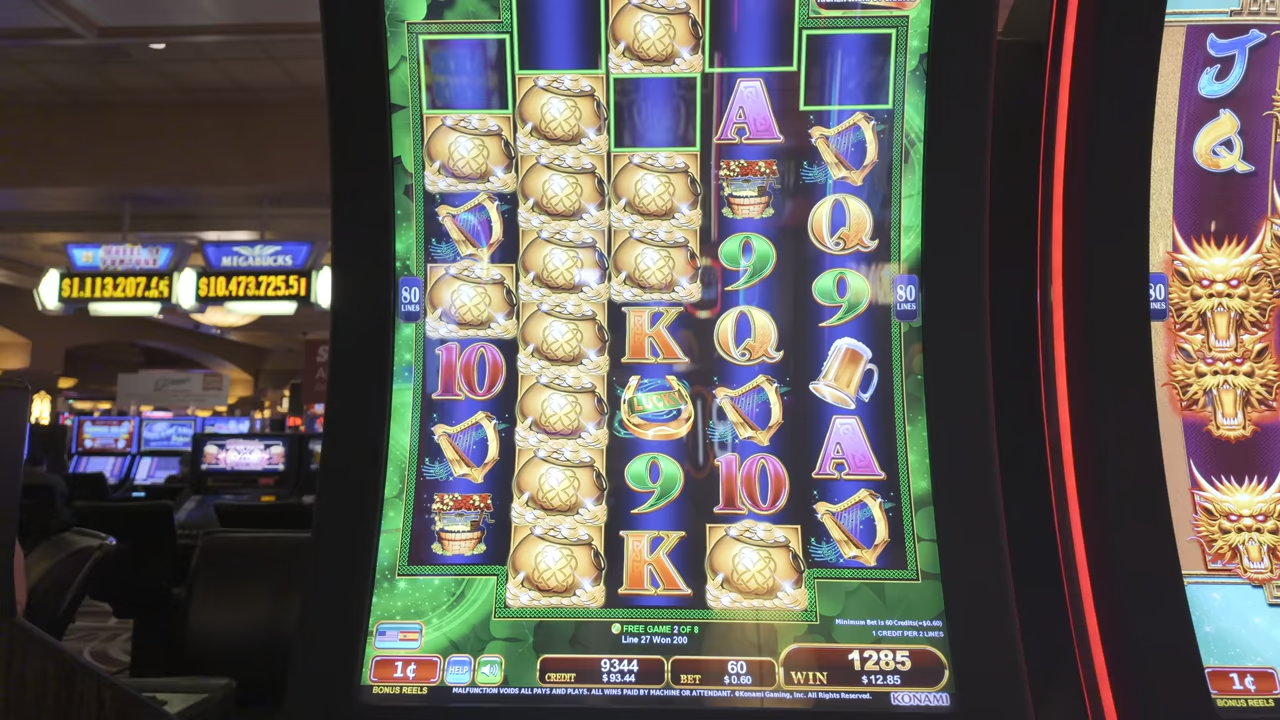 MEGABUCKS
$1,113,207.45
$10,473,725.51
80
LINES
80
LINES
80
LINES
A
Q
9
9
K
Q
10
LUCKY
A
9
10
K
J
Q
FREE GAME 2 OF 8
Line 27 Won 200
Minimum Bet is 60 Credits(=$0.60)
1 CREDIT PER 2 LINES
1¢
HELP
CREDIT
9344
$93.44
BET
60
$0.60
WIN
1285
$12.85
BONUS REELS
MALFUNCTION VOIDS ALL PAYS AND PLAYS. ALL WINS PAID BY MACHINE OR ATTENDANT. ©Konami Gaming, Inc. All Rights Reserved.
KONAMI
1¢
BONUS REELS